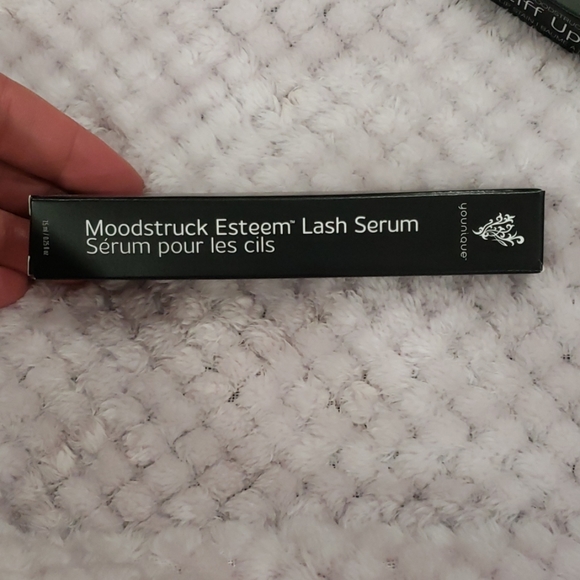 Moodstruck Esteem™ Lash Serum
Sérum pour les cils
younique